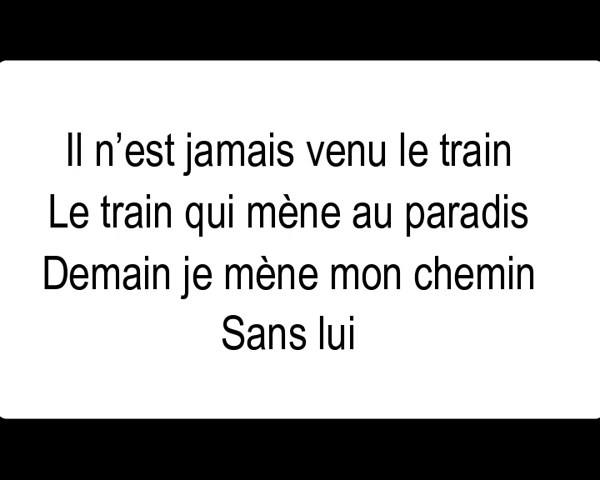 Il n’est jamais venu le train
Le train qui mène au paradis
Demain je mène mon chemin
Sans lui